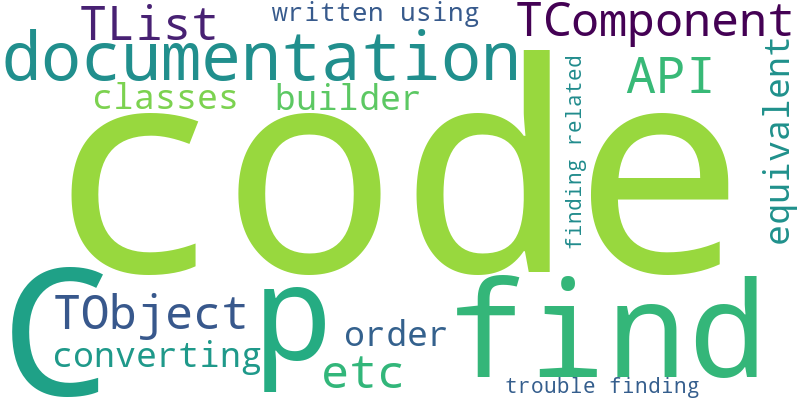 TList
written using
TComponent
documentation
API
classes
builder
code
finding related
equivalent
C
p
find
TObject
order
converting
etc
trouble finding